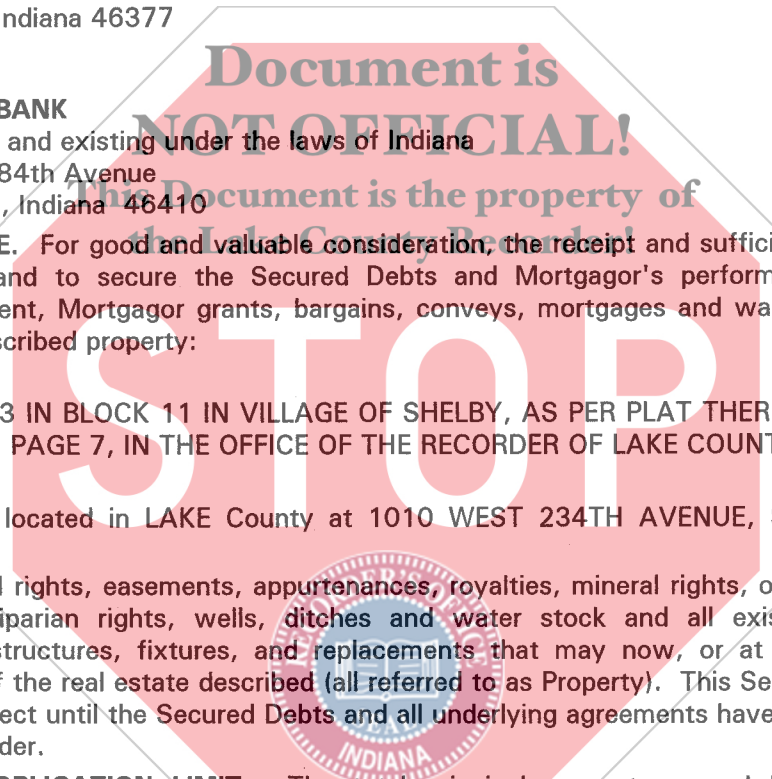 ndiana 46377
Document is
BANK
NOT OFFICIAL!
and existing under the laws of Indiana
84th Avenue
This Document is the property of
, Indiana 46410
the Lake County Recorder!
E. For good and valuable consideration, the receipt and suffici
and to secure the Secured Debts and Mortgagor's perform
ent, Mortgagor grants, bargains, conveys, mortgages and wa
scribed property:
STOP
3 IN BLOCK 11 IN VILLAGE OF SHELBY, AS PER PLAT THER
PAGE 7, IN THE OFFICE OF THE RECORDER OF LAKE COUNT
located in LAKE County at 1010 WEST 234TH AVENUE,
rights, easements, appurtenances, royalties, mineral rights, o
iparian rights, wells, ditches and water stock and all exis
structures, fixtures, and replacements that may now, or at
f the real estate described (all referred to as Property). This Se
ect until the Secured Debts and all underlying agreements have
der.
RECORDER'S OFFICE
SEAL
INDIANA